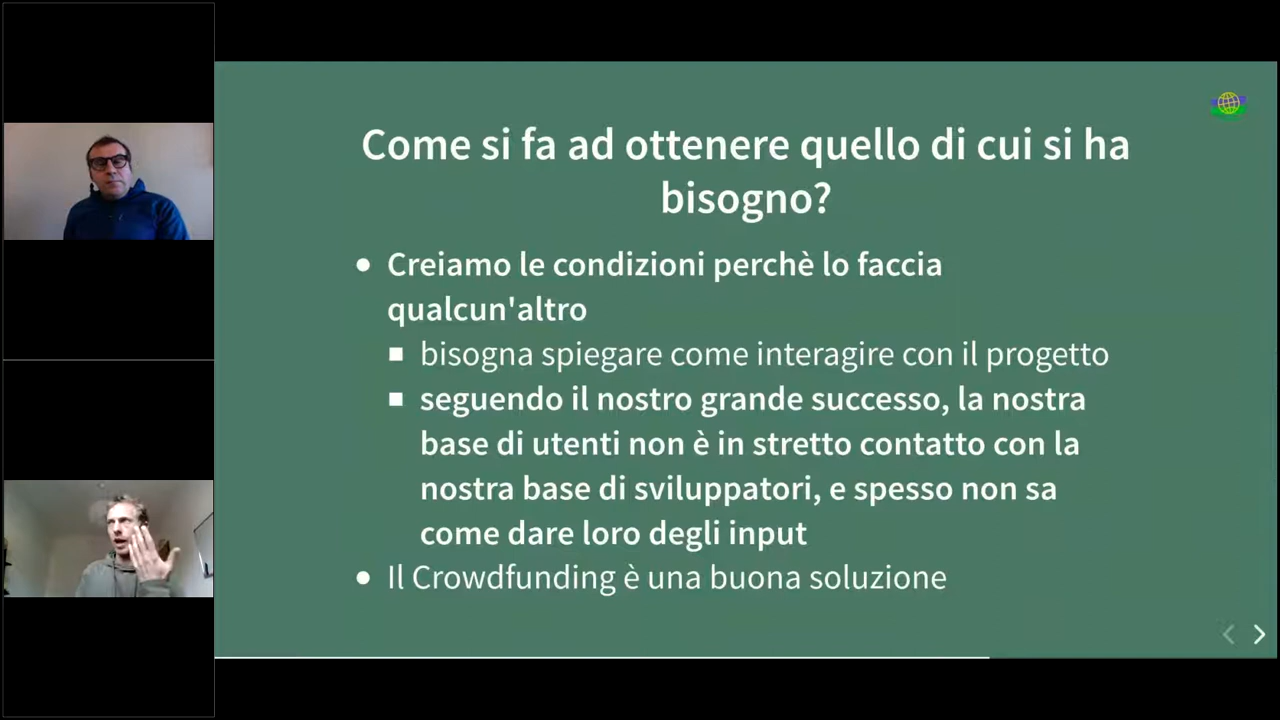 Come si fa ad ottenere quello di cui si ha
bisogno?
Creiamo le condizioni perchè lo faccia
qualcun'altro
bisogna spiegare come interagire con il progetto
seguendo il nostro grande successo, la nostra
base di utenti non è in stretto contatto con la
nostra base di sviluppatori, e spesso non sa
come dare loro degli input
Il Crowdfunding è una buona soluzione